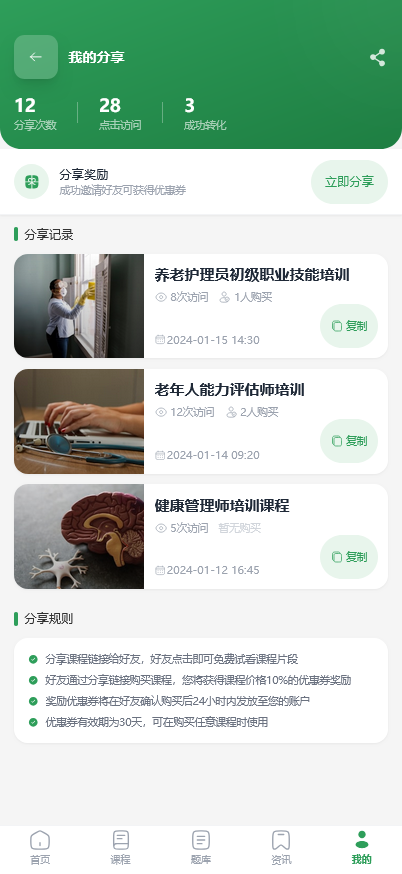 我的分享
12 28 3
分享次数 点击访问 成功转化
分享奖励
成功邀请好友可获得优惠券
立即分享
分享记录
养老护理员初级职业技能培训
8次访问 1人购买
复制
2024-01-15 14:30
老年人能力评估师培训
12次访问 2人购买
复制
2024-01-14 09:20
健康管理师培训课程
5次访问 暂无购买
复制
2024-01-12 16:45
分享规则
分享课程链接给好友，好友点击即可免费试看课程片段
好友通过分享链接购买课程，您将获得课程价格10%的优惠券奖励
奖励优惠券将在好友确认购买后24小时内发放至您的账户
优惠券有效期为30天，可在购买任意课程时使用
首页 课程 题库 资讯 我的